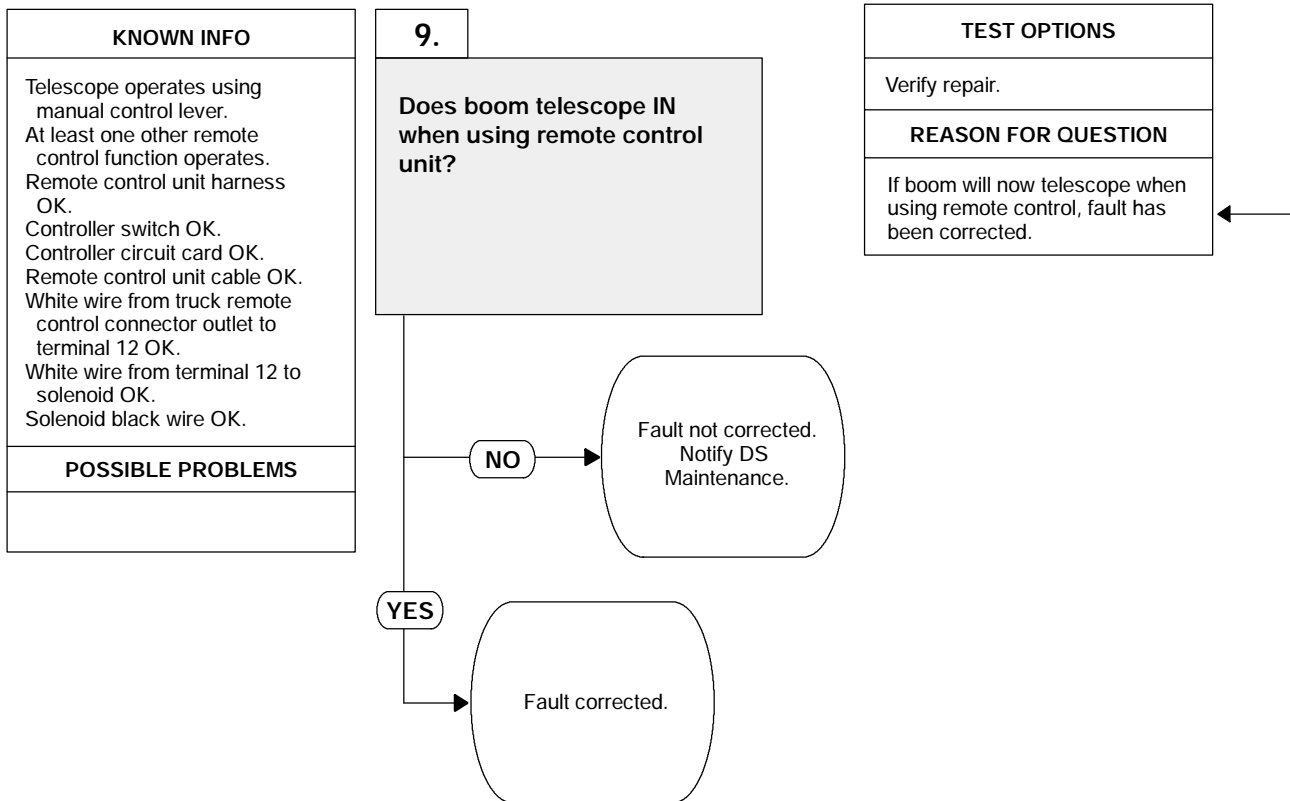 KNOWN INFO
Telescope operates using
manual control lever.
At least one other remote
control function operates.
Remote control unit harness
OK.
Controller switch OK.
Controller circuit card OK.
Remote control unit cable OK.
White wire from truck remote
control connector outlet to
terminal 12 OK.
White wire from terminal 12 to
solenoid OK.
Solenoid black wire OK.
POSSIBLE PROBLEMS
9.
Does boom telescope IN
when using remote control
unit?
TEST OPTIONS
Verify repair.
REASON FOR QUESTION
If boom will now telescope when
using remote control, fault has
been corrected.
NO
Fault not corrected.
Notify DS
Maintenance.
YES
Fault corrected.